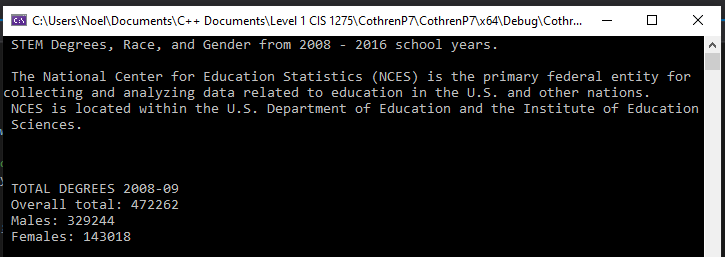 C:\Users\Noel\Documents\C++ Documents\Level 1 CIS 1275\CothrenP7\CothrenP7\x64\Debug\Cothr...
STEM Degrees, Race, and Gender from 2008 - 2016 school years.
The National Center for Education Statistics (NCES) is the primary federal entity for
collecting and analyzing data related to education in the U.S. and other nations.
NCES is located within the U.S. Department of Education and the Institute of Education
Sciences.
TOTAL DEGREES 2008-09
Overall total: 472262
Males: 329244
Females: 143018